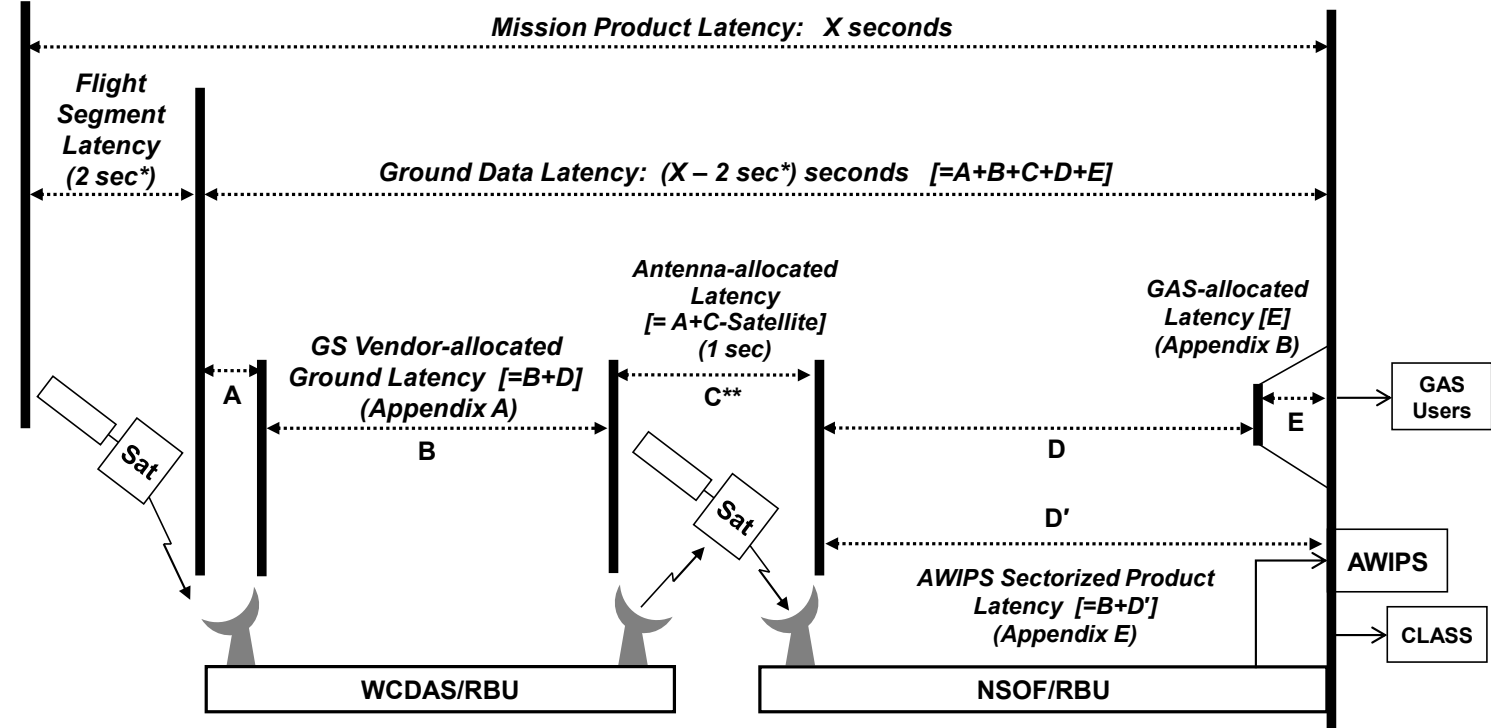 Mission Product Latency: X seconds
Flight
Segment
Latency
(2 sec*)
Ground Data Latency: (X – 2 sec*) seconds [=A+B+C+D+E]
Antenna-allocated
Latency
[= A+C-Satellite]
(1 sec)
GAS-allocated
Latency [E]
(Appendix B)
GS Vendor-allocated
Ground Latency [=B+D]
(Appendix A)
A
B
C**
D
E
GAS
Users
Sat
Sat
D′
AWIPS Sectorized Product
Latency [=B+D′]
(Appendix E)
AWIPS
CLASS
WCDAS/RBU
NSOF/RBU